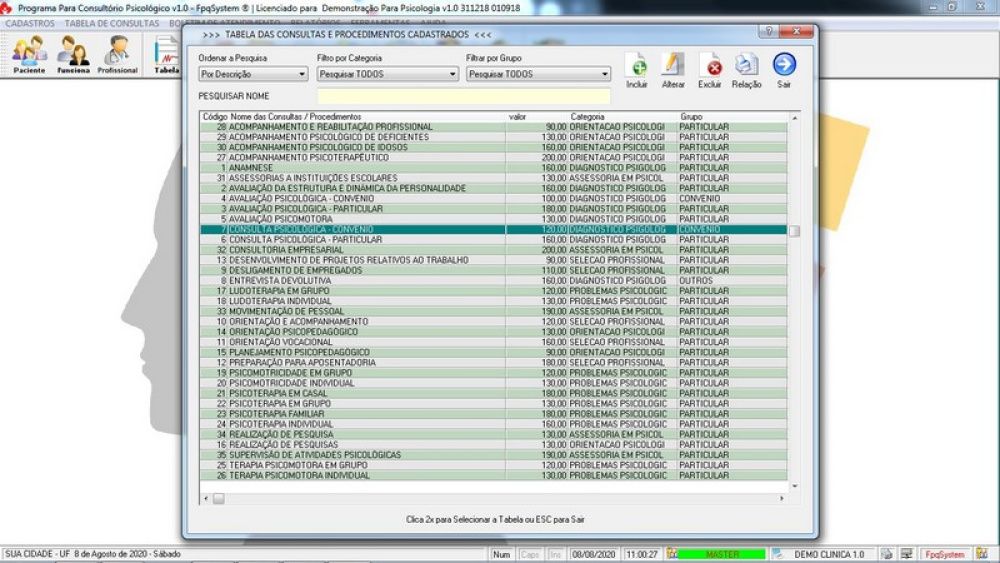 Programa Para Consultório Psicológico v1.0 - FpqSystem ® | Licenciado para Demonstração Para Psicologia v1.0 311218 010918
CADASTROS TABELA DE CONSULTAS
>>> TABELA DAS CONSULTAS E PROCEDIMENTOS CADASTRADOS <<<
Paciente Funciona Profissional Tabela
Ordenar a Pesquisa Filtro por Categoria Filtrar por Grupo
Por Descrição Pesquisar TODOS Pesquisar TODOS
Incluir Alterar Excluir Relação Sair
PESQUISAR NOME
Código Nome das Consultas / Procedimentos valor Categoria Grupo
28 ACOMPANHAMENTO E REABILITAÇÃO PROFISSIONAL 90,00 ORIENTACAO PSICOLOGI PARTICULAR
29 ACOMPANHAMENTO PSICOLÓGICO DE DEFICIENTES 130,00 ORIENTACAO PSICOLOGI PARTICULAR
30 ACOMPANHAMENTO PSICOLÓGICO DE IDOSOS 160,00 ORIENTACAO PSICOLOGI PARTICULAR
27 ACOMPANHAMENTO PSICOTERAPÊUTICO 200,00 ORIENTACAO PSICOLOGI PARTICULAR
1 ANAMNESE 160,00 DIAGNOSTICO PSIGOLOG PARTICULAR
31 ASSESSORIAS A INSTITUIÇÕES ESCOLARES 130,00 ASSESSORIA EM PSICOL PARTICULAR
2 AVALIAÇÃO DA ESTRUTURA E DINÂMICA DA PERSONALIDADE 160,00 DIAGNOSTICO PSIGOLOG PARTICULAR
4 AVALIAÇÃO PSICOLÓGICA - CONVENIO 100,00 DIAGNOSTICO PSIGOLOG CONVENIO
3 AVALIAÇÃO PSICOLÓGICA - PARTICULAR 180,00 DIAGNOSTICO PSIGOLOG PARTICULAR
5 AVALIAÇÃO PSICOMOTORA 130,00 DIAGNOSTICO PSIGOLOG PARTICULAR
7 CONSULTA PSICOLÓGICA - CONVENIO 120,00 DIAGNOSTICO PSIGOLOG CONVENIO
6 CONSULTA PSICOLÓGICA - PARTICULAR 160,00 DIAGNOSTICO PSIGOLOG PARTICULAR
32 CONSULTORIA EMPRESARIAL 200,00 ASSESSORIA EM PSICOL PARTICULAR
13 DESENVOLVIMENTO DE PROJETOS RELATIVOS AO TRABALHO 90,00 SELECAO PROFISSIONAL PARTICULAR
9 DESLIGAMENTO DE EMPREGADOS 110,00 SELECAO PROFISSIONAL PARTICULAR
8 ENTREVISTA DEVOLUTIVA 160,00 DIAGNOSTICO PSIGOLOG OUTROS
17 LUDOTERAPIA EM GRUPO 120,00 PROBLEMAS PSICOLOGIC PARTICULAR
18 LUDOTERAPIA INDIVIDUAL 130,00 PROBLEMAS PSICOLOGIC PARTICULAR
33 MOVIMENTAÇÃO DE PESSOAL 190,00 ASSESSORIA EM PSICOL PARTICULAR
10 ORIENTAÇÃO E ACOMPANHAMENTO 120,00 SELECAO PROFISSIONAL PARTICULAR
14 ORIENTAÇÃO PSICOPEDAGÓGICO 130,00 ORIENTACAO PSICOLOGI PARTICULAR
11 ORIENTAÇÃO VOCACIONAL 160,00 SELECAO PROFISSIONAL PARTICULAR
15 PLANEJAMENTO PSICOPEDAGÓGICO 90,00 ORIENTACAO PSICOLOGI PARTICULAR
12 PREPARAÇÃO PARA APOSENTADORIA 180,00 SELECAO PROFISSIONAL PARTICULAR
19 PSICOMOTRICIDADE EM GRUPO 120,00 PROBLEMAS PSICOLOGIC PARTICULAR
20 PSICOMOTRICIDADE INDIVIDUAL 130,00 PROBLEMAS PSICOLOGIC PARTICULAR
21 PSICOTERAPIA EM CASAL 180,00 PROBLEMAS PSICOLOGIC PARTICULAR
22 PSICOTERAPIA EM GRUPO 130,00 PROBLEMAS PSICOLOGIC PARTICULAR
23 PSICOTERAPIA FAMILIAR 180,00 PROBLEMAS PSICOLOGIC PARTICULAR
24 PSICOTERAPIA INDIVIDUAL 160,00 PROBLEMAS PSICOLOGIC PARTICULAR
34 REALIZAÇÃO DE PESQUISA 130,00 ASSESSORIA EM PSICOL PARTICULAR
16 REALIZAÇÃO DE PESQUISAS 130,00 ORIENTACAO PSICOLOGI PARTICULAR
35 SUPERVISÃO DE ATIVIDADES PSICOLÓGICAS 190,00 ASSESSORIA EM PSICOL PARTICULAR
25 TERAPIA PSICOMOTORA EM GRUPO 120,00 PROBLEMAS PSICOLOGIC PARTICULAR
26 TERAPIA PSICOMOTORA INDIVIDUAL 130,00 PROBLEMAS PSICOLOGIC PARTICULAR
Clica 2x para Selecionar a Tabela ou ESC para Sair
SUA CIDADE - UF 8 de Agosto de 2020 - Sábado Num Caps Ins 08/08/2020 11:00:27 MASTER DEMO CLINICA 1.0 FpqSystem